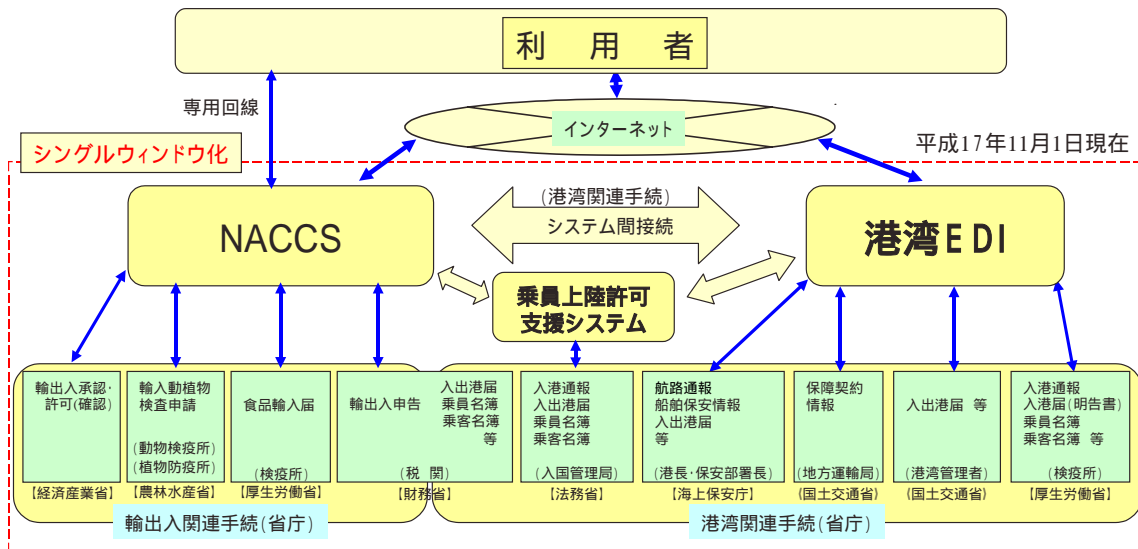 利 用 者
専用回線
インターネット
シングルウィンドウ化
平成17年11月1日現在
NACCS
(港湾関連手続)
システム間接続
港湾EDI
乗員上陸許可
支援システム
輸出入承認・
許可(確認)
【経済産業省】
輸入動植物
検査申請
(動物検疫所)
(植物防疫所)
【農林水産省】
食品輸入届
(検疫所)
【厚生労働省】
輸出入申告
入出港届
乗員名簿
乗客名簿
等
(税 関)
【財務省】
入港通報
入出港届
乗員名簿
乗客名簿
(入国管理局)
【法務省】
航路通報
船舶保安情報
入出港届
等
(港長・保安部署長)
【海上保安庁】
保障契約
情報
(地方運輸局)
(国土交通省)
入出港届 等
(港湾管理者)
(国土交通省)
入港通報
入港届(明告書)
乗員名簿
乗客名簿 等
(検疫所)
【厚生労働省】
輸出入関連手続(省庁)
港湾関連手続(省庁)